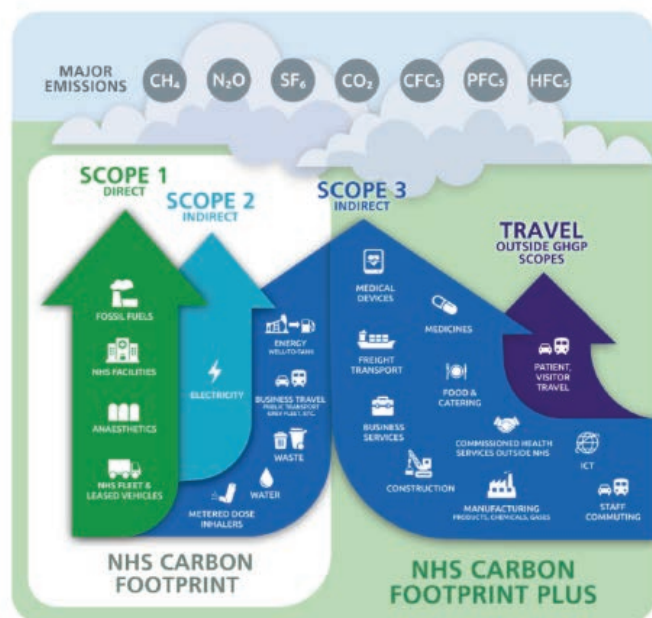 MAJOR
EMISSIONS
CH₄
N₂O
SF₆
CO₂
CFCs
PFCs
HFCs
SCOPE 1
DIRECT
FOSSIL FUELS
NHS FACILITIES
ANAESTHETICS
NHS FLEET &
LEASED VEHICLES
SCOPE 2
INDIRECT
ELECTRICITY
SCOPE 3
INDIRECT
ENERGY
WELL-TO-TANK
BUSINESS TRAVEL
PUBLIC TRANSPORT
GREY FLEET, ETC.
WASTE
WATER
METERED DOSE
INHALERS
MEDICAL
DEVICES
MEDICINES
FREIGHT
TRANSPORT
FOOD &
CATERING
BUSINESS
SERVICES
COMMISSIONED HEALTH
SERVICES OUTSIDE NHS
ICT
CONSTRUCTION
MANUFACTURING
PRODUCTS, CHEMICALS, GASES
STAFF
COMMUTING
TRAVEL
OUTSIDE GHGP
SCOPES
PATIENT,
VISITOR
TRAVEL
NHS CARBON
FOOTPRINT
NHS CARBON
FOOTPRINT PLUS